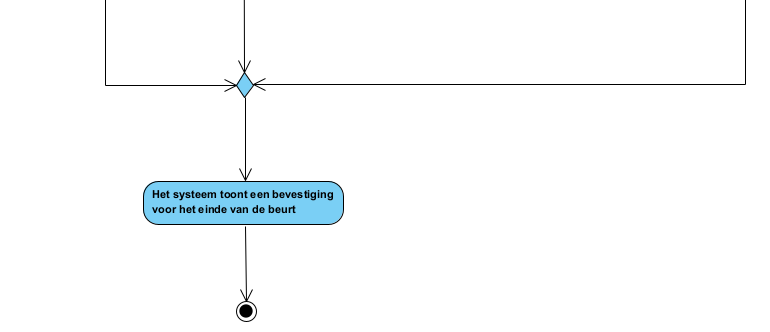 Het systeem toont een bevestiging
voor het einde van de beurt